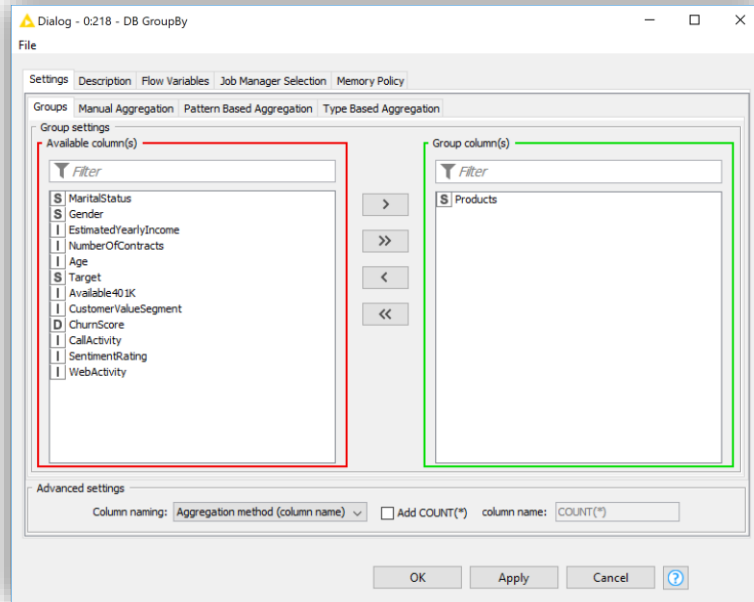 Dialog - 0:218 - DB GroupBy
File
Settings Description Flow Variables Job Manager Selection Memory Policy
Groups Manual Aggregation Pattern Based Aggregation Type Based Aggregation
Group settings
Available column(s)
Filter
S MaritalStatus
S Gender
I EstimatedYearlyIncome
I NumberOfContracts
I Age
S Target
I Available401K
I CustomerValueSegment
D ChurnScore
I CallActivity
I SentimentRating
I WebActivity
>
>>
<
<<
Group column(s)
Filter
S Products
Advanced settings
Column naming: Aggregation method (column name) Add COUNT(*) column name: COUNT(*)
OK Apply Cancel ?